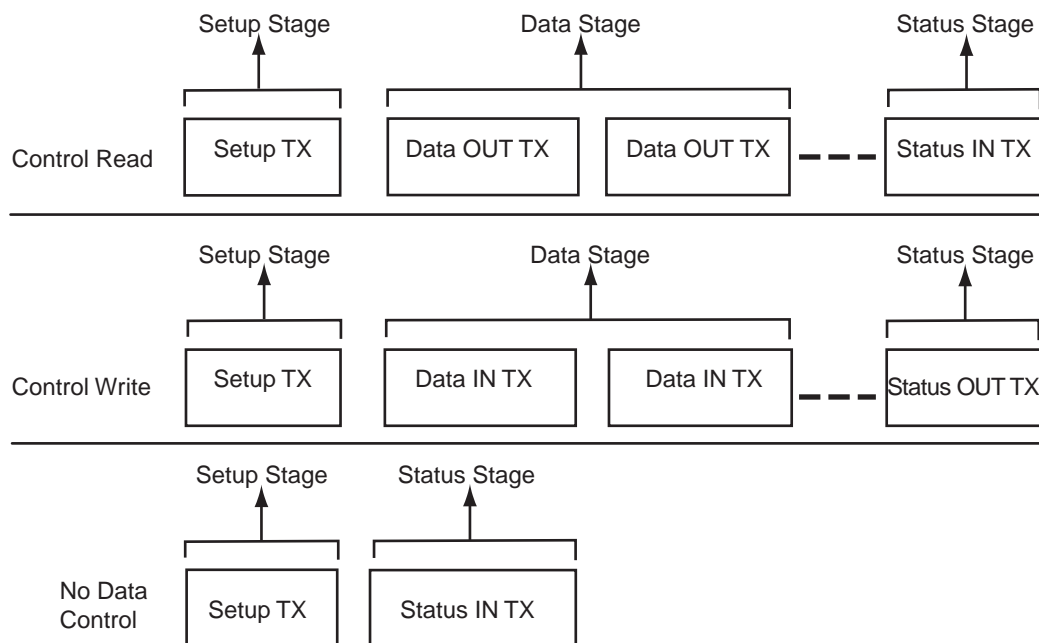 Setup Stage Data Stage Status Stage
Control Read Setup TX Data OUT TX Data OUT TX Status IN TX
Setup Stage Data Stage Status Stage
Control Write Setup TX Data IN TX Data IN TX Status OUT TX
Setup Stage Status Stage
No Data
Control
Setup TX Status IN TX